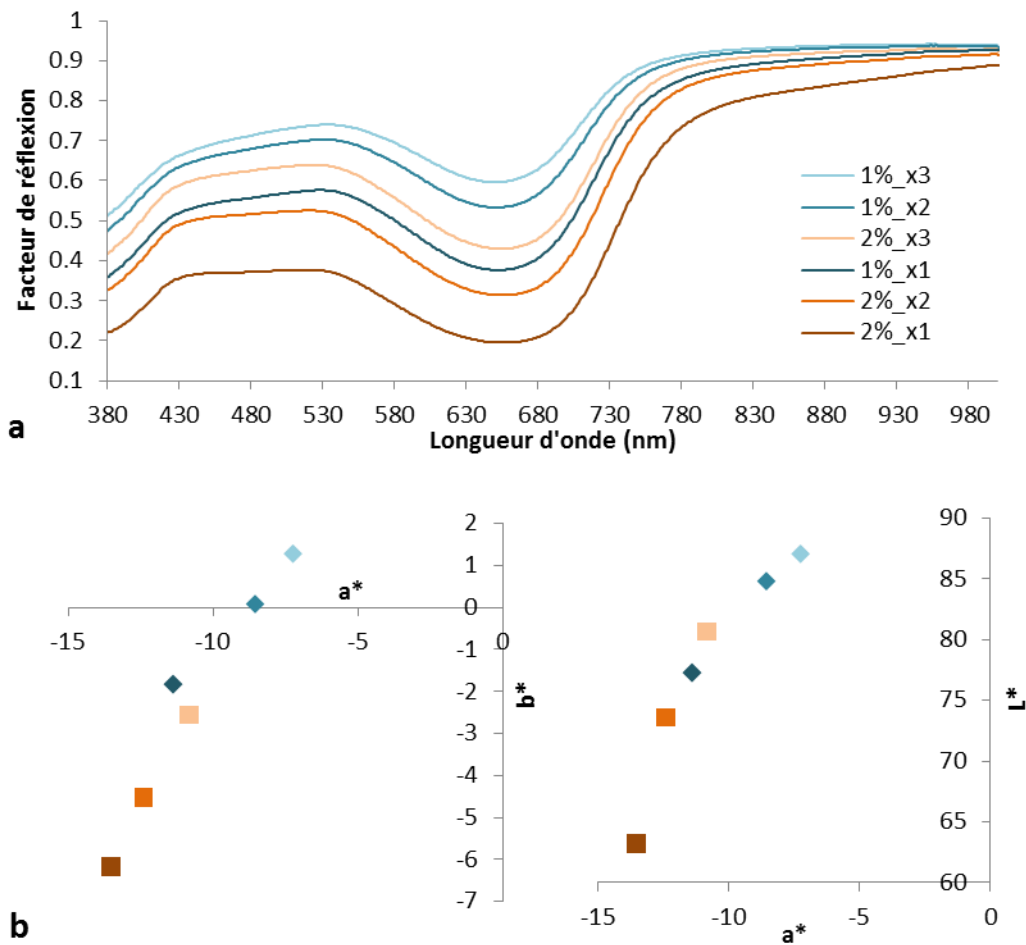 1
0.9
0.8
0.7
0.6
0.5
0.4
0.3
0.2
0.1
Facteur de réflexion
380 430 480 530 580 630 680 730 780 830 880 930 980
Longueur d'onde (nm)
1%_x3
1%_x2
2%_x3
1%_x1
2%_x2
2%_x1
a
2
1
0
-1
-2
-3
-4
-5
-6
-7
-15 -10 -5 0
a*
b*
90
85
80
75
70
65
60
L*
-15 -10 -5 0
a*
b